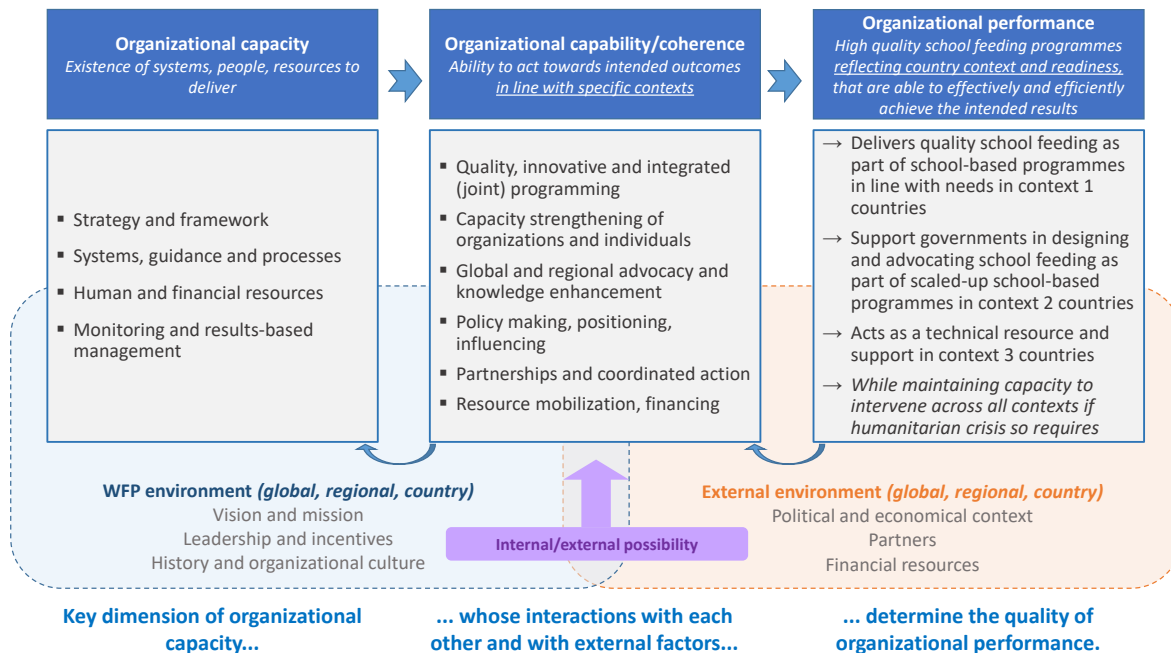 Organizational capacity
Existence of systems, people, resources to
deliver
Organizational capability/coherence
Ability to act towards intended outcomes
in line with specific contexts
Organizational performance
High quality school feeding programmes
reflecting country context and readiness,
that are able to effectively and efficiently
achieve the intended results
▪ Strategy and framework
▪ Systems, guidance and processes
▪ Human and financial resources
▪ Monitoring and results-based
management
▪ Quality, innovative and integrated
(joint) programming
▪ Capacity strengthening of
organizations and individuals
▪ Global and regional advocacy and
knowledge enhancement
▪ Policy making, positioning,
influencing
▪ Partnerships and coordinated action
▪ Resource mobilization, financing
→ Delivers quality school feeding as
part of school-based programmes
in line with needs in context 1
countries
→ Support governments in designing
and advocating school feeding as
part of scaled-up school-based
programmes in context 2 countries
→ Acts as a technical resource and
support in context 3 countries
→ While maintaining capacity to
intervene across all contexts if
humanitarian crisis so requires
WFP environment (global, regional, country)
Vision and mission
Leadership and incentives
History and organizational culture
Internal/external possibility
External environment (global, regional, country)
Political and economical context
Partners
Financial resources
Key dimension of organizational
capacity...
... whose interactions with each
other and with external factors...
... determine the quality of
organizational performance.